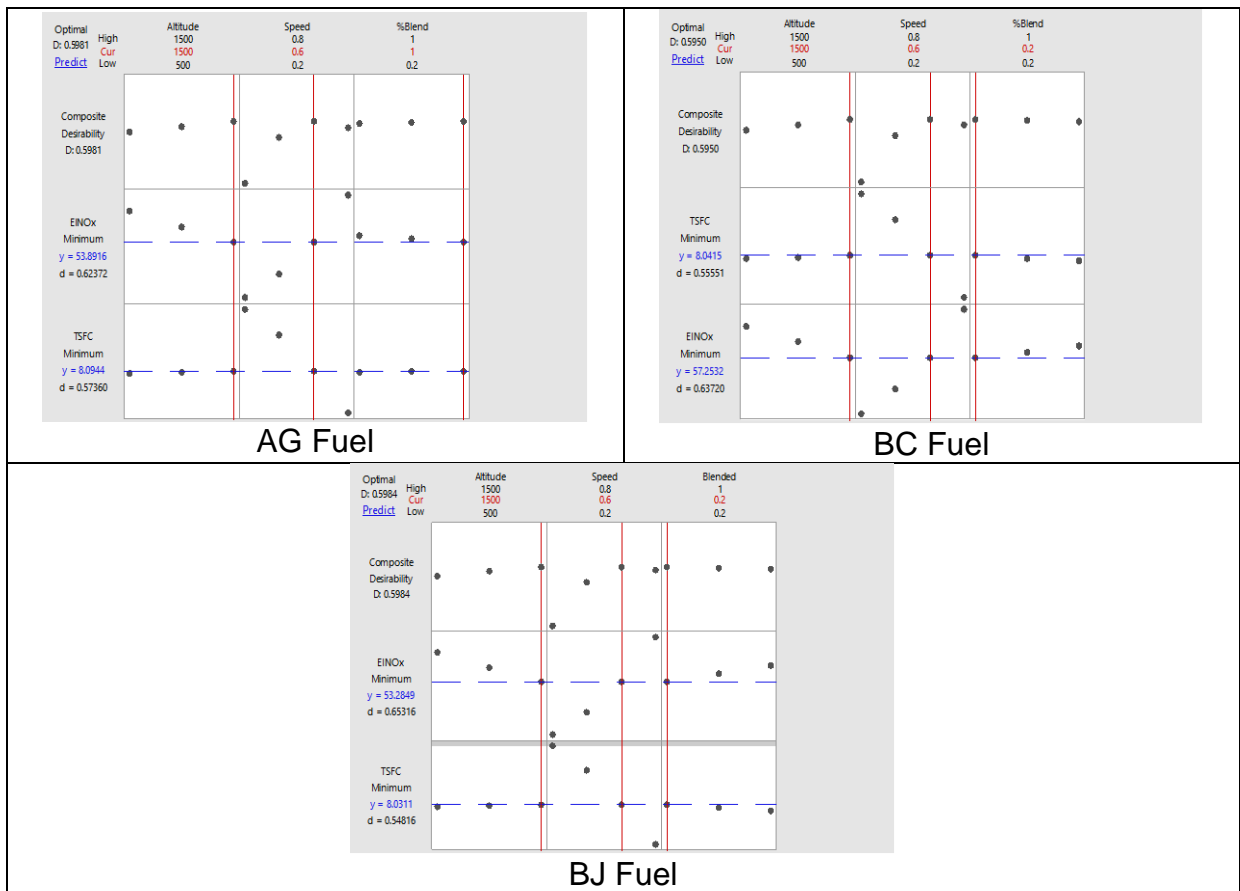 Optimal
D: 0.5981
Predict
High
Cur
Low
Altitude
1500
1500
500
Speed
0.8
0.6
0.2
%Blend
1
1
0.2
Composite
Desirability
D: 0.5981
EINOx
Minimum
y = 53.8916
d = 0.62372
TSFC
Minimum
y = 8.0944
d = 0.57360
AG Fuel
Optimal
D: 0.5950
Predict
High
Cur
Low
Altitude
1500
1500
500
Speed
0.8
0.6
0.2
%Blend
1
0.2
0.2
Composite
Desirability
D: 0.5950
TSFC
Minimum
y = 8.0415
d = 0.55551
EINOx
Minimum
y = 57.2532
d = 0.63720
BC Fuel
Optimal
D: 0.5984
Predict
High
Cur
Low
Altitude
1500
1500
500
Speed
0.8
0.6
0.2
Blended
1
0.2
0.2
Composite
Desirability
D: 0.5984
EINOx
Minimum
y = 53.2849
d = 0.65316
TSFC
Minimum
y = 8.0311
d = 0.54816
BJ Fuel